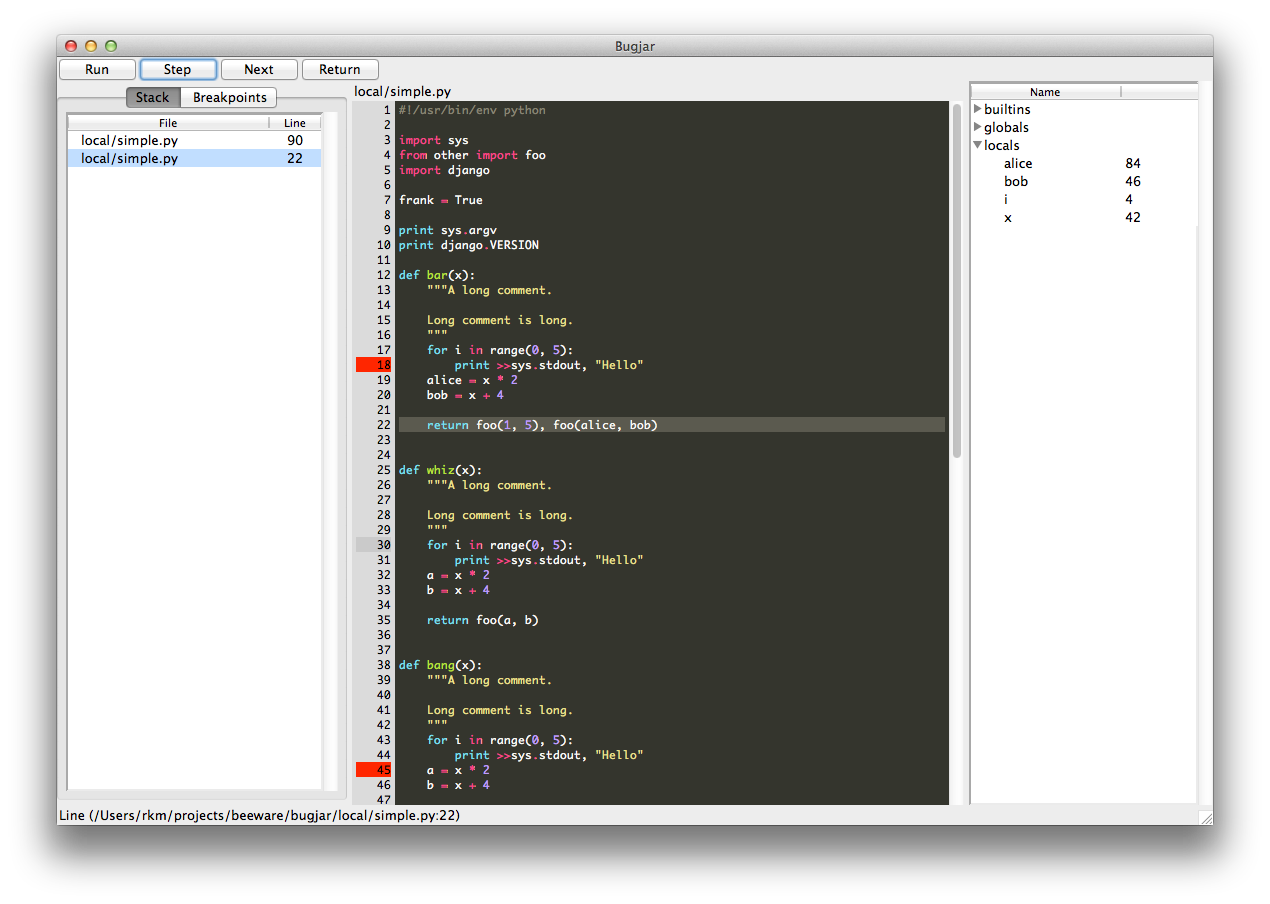 Bugjar
Run Step Next Return
Stack Breakpoints
File Line
local/simple.py 90
local/simple.py 22
local/simple.py
1 #!/usr/bin/env python
2
3 import sys
4 from other import foo
5 import django
6
7 frank = True
8
9 print sys.argv
10 print django.VERSION
11
12 def bar(x):
13     """A long comment.
14
15     Long comment is long.
16     """
17     for i in range(0, 5):
18         print >>sys.stdout, "Hello"
19     alice = x * 2
20     bob = x + 4
21
22     return foo(1, 5), foo(alice, bob)
23
24
25 def whiz(x):
26     """A long comment.
27
28     Long comment is long.
29     """
30     for i in range(0, 5):
31         print >>sys.stdout, "Hello"
32     a = x * 2
33     b = x + 4
34
35     return foo(a, b)
36
37
38 def bang(x):
39     """A long comment.
40
41     Long comment is long.
42     """
43     for i in range(0, 5):
44         print >>sys.stdout, "Hello"
45     a = x * 2
46     b = x + 4
47
Name
builtins
globals
locals
alice 84
bob 46
i 4
x 42
Line (/Users/rkm/projects/beeware/bugjar/local/simple.py:22)